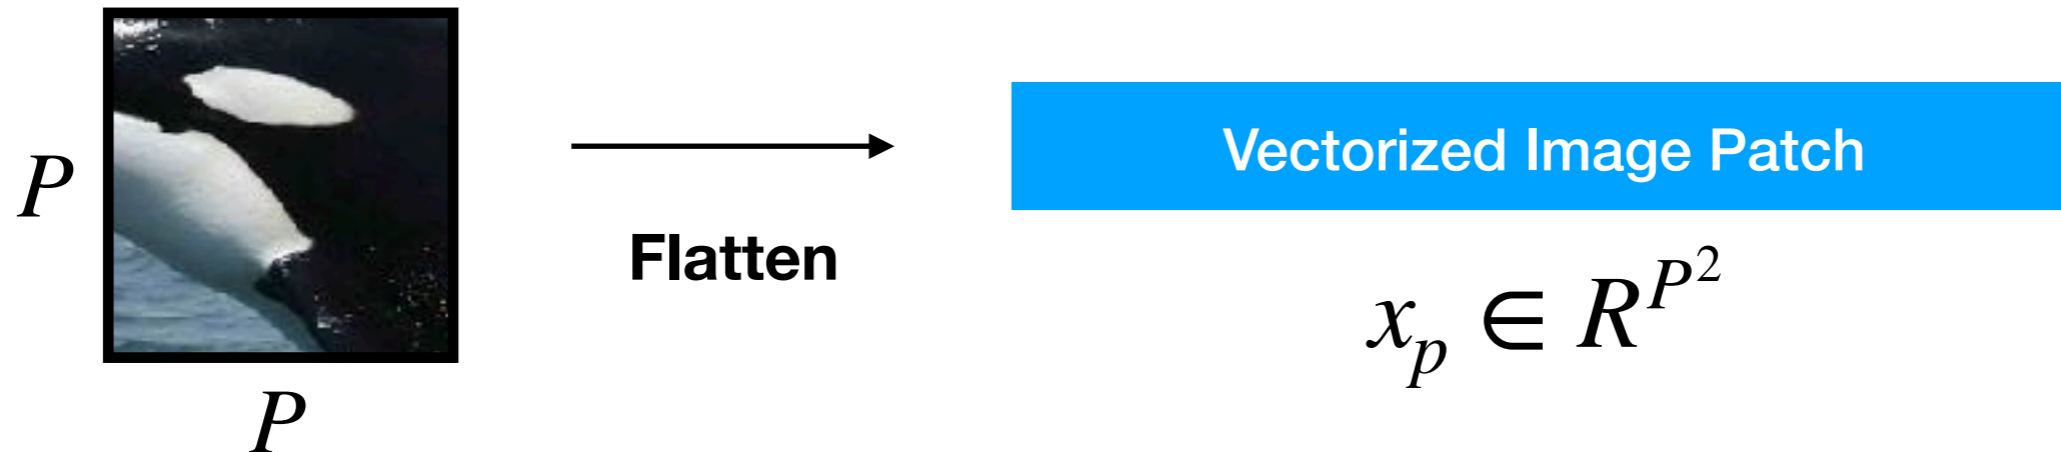 P
P
Flatten
Vectorized Image Patch
x_p ∈ R^{P^2}